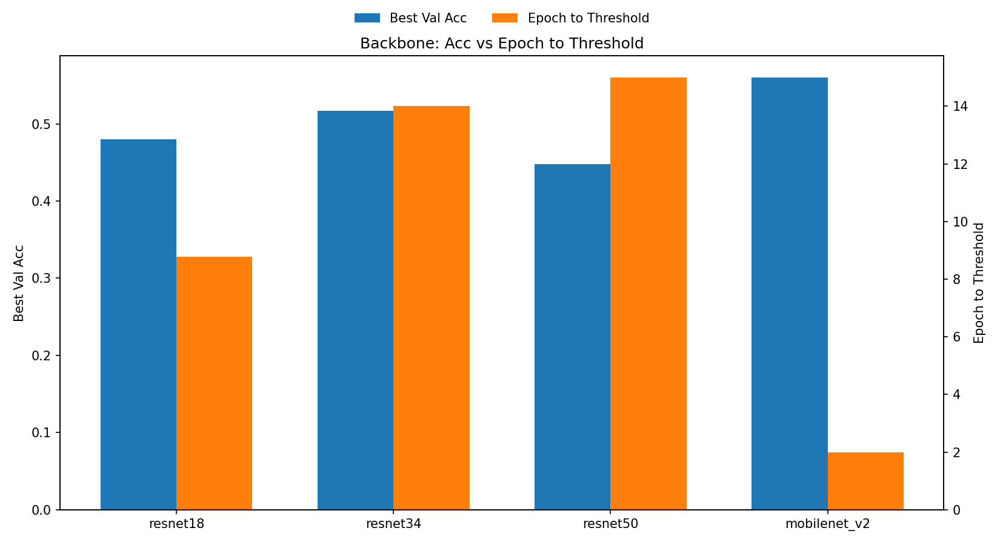 Best Val Acc Epoch to Threshold
Backbone: Acc vs Epoch to Threshold
Best Val Acc
0.5
0.4
0.3
0.2
0.1
0.0
14
12
10
8
6
4
2
0
Epoch to Threshold
resnet18 resnet34 resnet50 mobilenet_v2